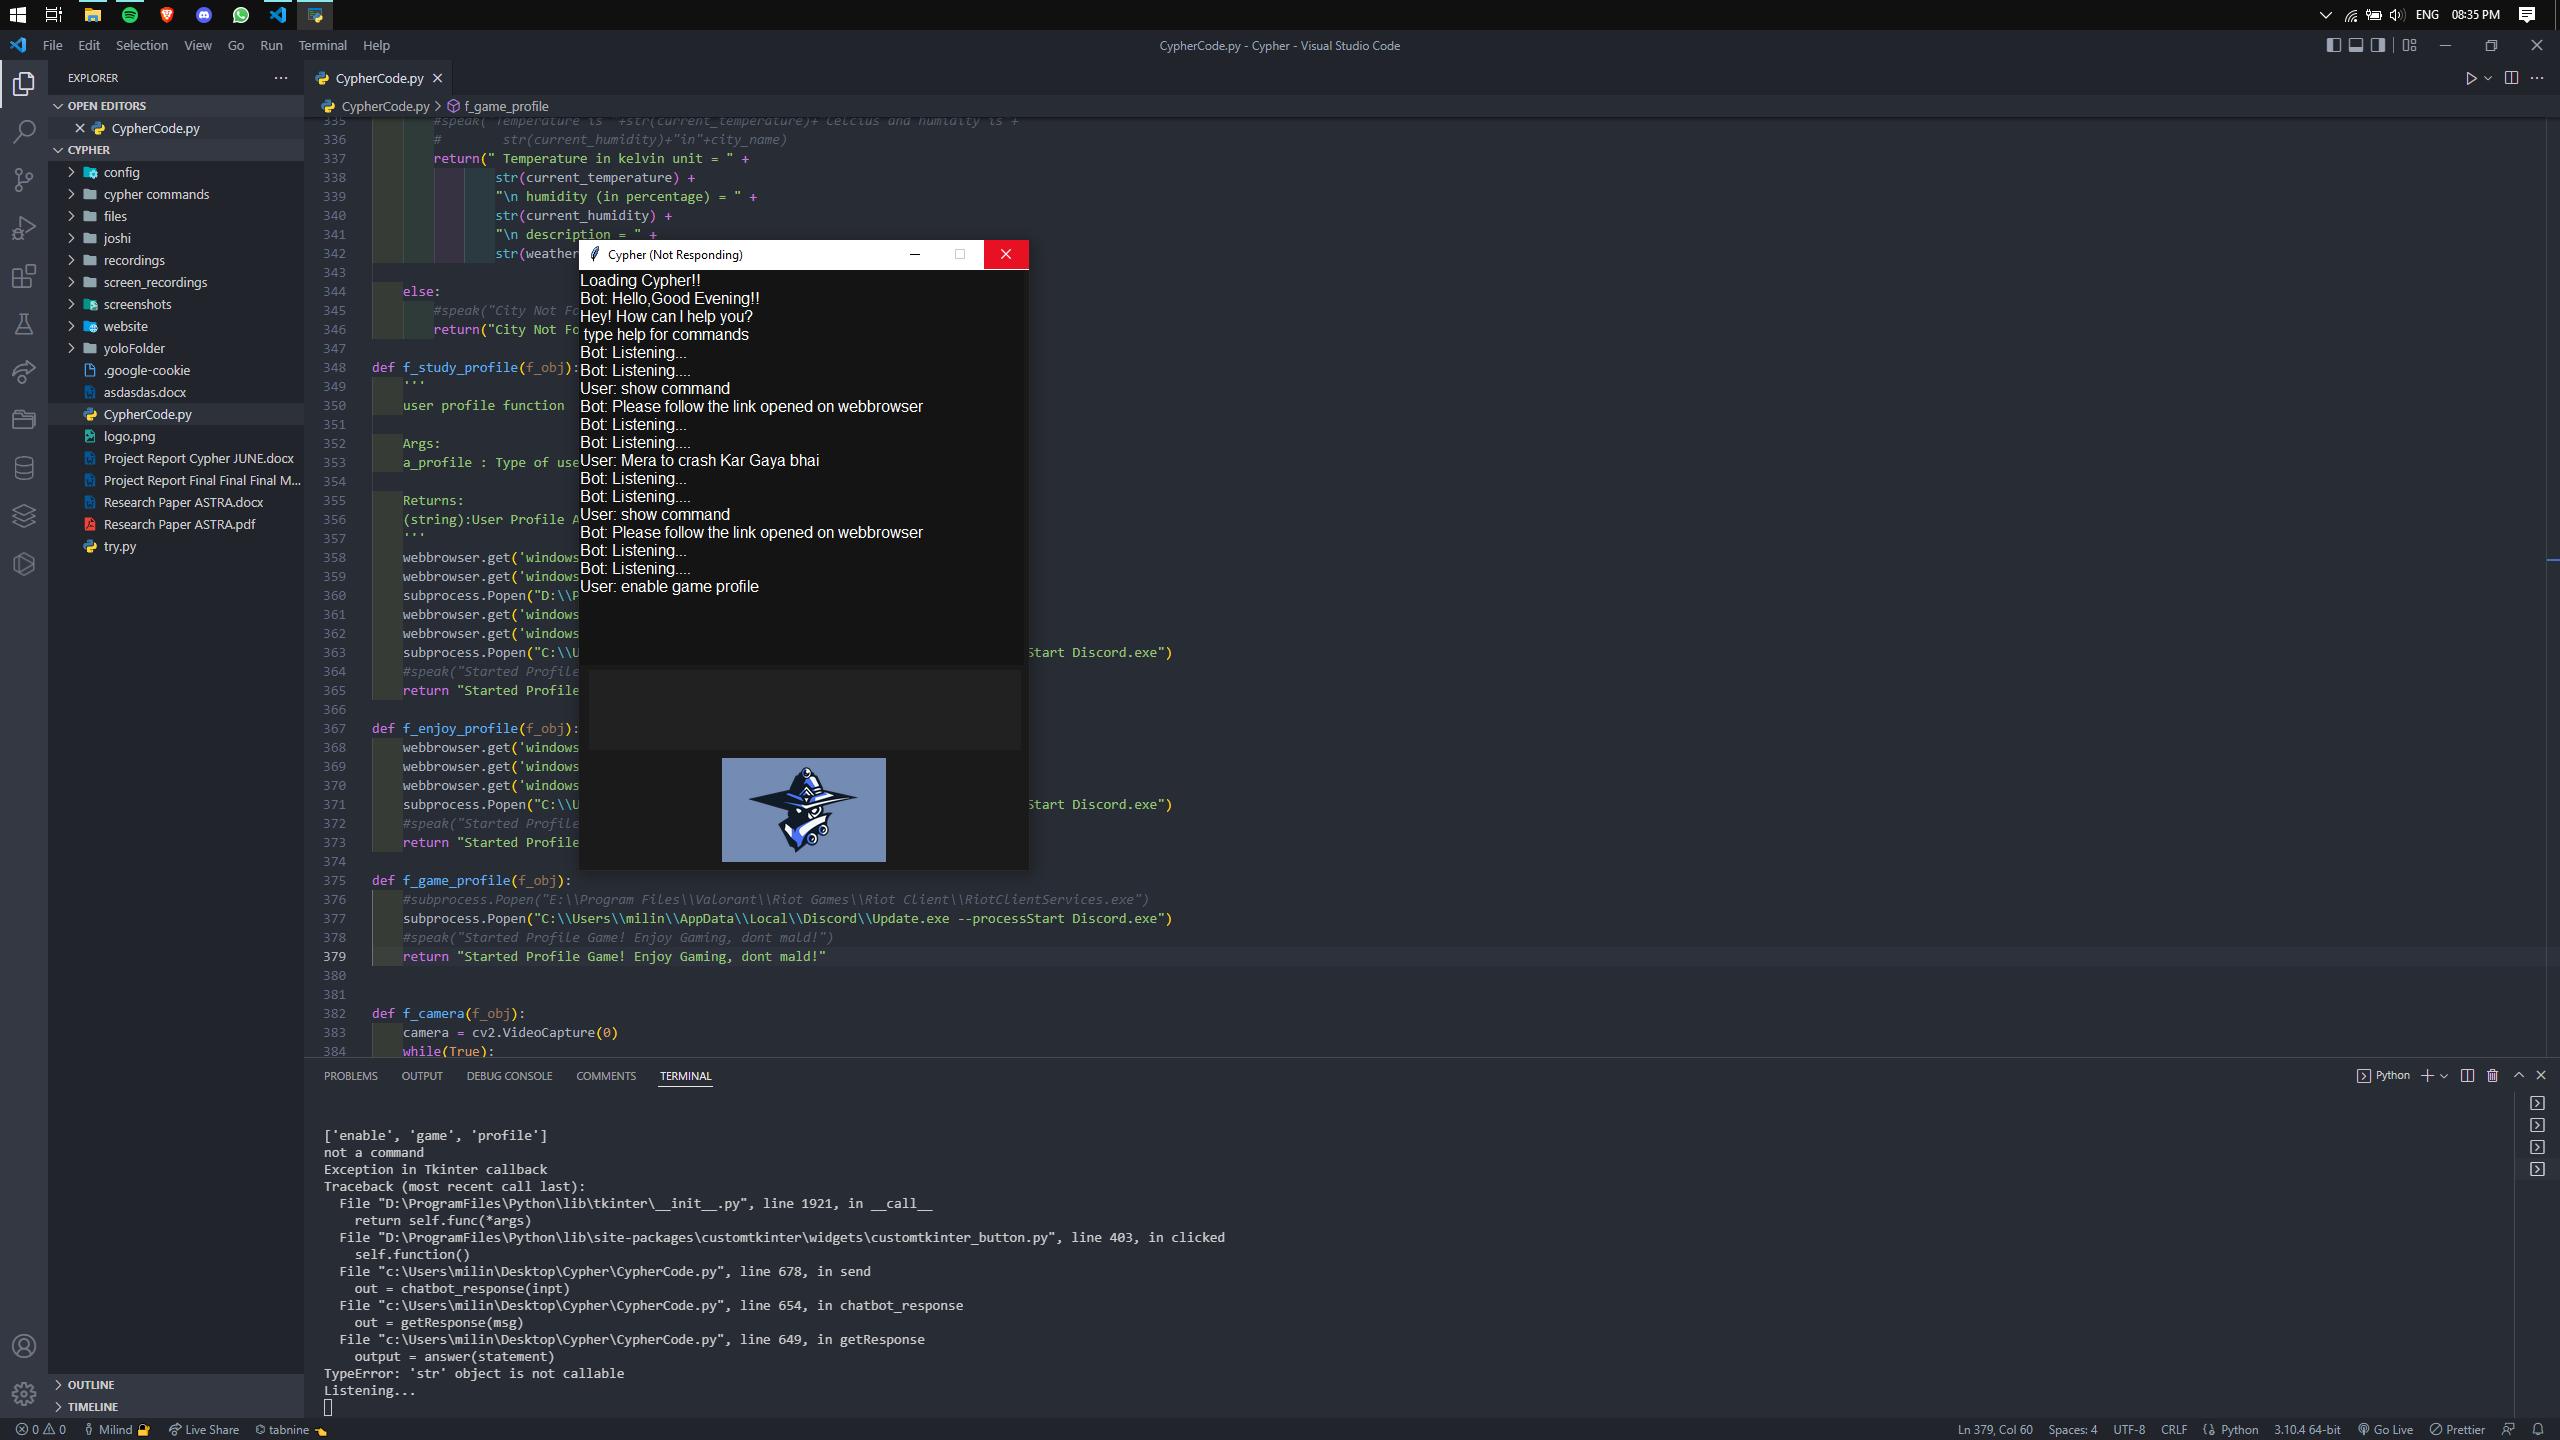 ENG 08:35 PM
File Edit Selection View Go Run Terminal Help
CypherCode.py - Cypher - Visual Studio Code
EXPLORER
OPEN EDITORS
CypherCode.py
CYPHER
config
cypher commands
files
joshi
recordings
screen_recordings
screenshots
website
yoloFolder
.google-cookie
asdasdas.docx
CypherCode.py
logo.png
Project Report Cypher JUNE.docx
Project Report Final Final Final M...
Research Paper ASTRA.docx
Research Paper ASTRA.pdf
try.py
OUTLINE
TIMELINE
CypherCode.py
CypherCode.py > f_game_profile
335 #speak(" Temperature is "+str(current_temperature)+" Celcius and humidity is"+
336 # str(current_humidity)+"in"+city_name)
337 return(" Temperature in kelvin unit = " +
338 str(current_temperature) +
339 "\n humidity (in percentage) = " +
340 str(current_humidity) +
341 "\n description = " +
342 str(weather
343
344 else:
345 #speak("City Not Fo
346 return("City Not Fo
347
348 def f_study_profile(f_obj):
349 '''
350 user profile function
351
352 Args:
353 a_profile : Type of use
354
355 Returns:
356 (string):User Profile A
357 '''
358 webbrowser.get('windows
359 webbrowser.get('windows
360 subprocess.Popen("D:\\P
361 webbrowser.get('windows
362 webbrowser.get('windows
363 subprocess.Popen("C:\\U Start Discord.exe")
364 #speak("Started Profile
365 return "Started Profile
366
367 def f_enjoy_profile(f_obj):
368 webbrowser.get('windows
369 webbrowser.get('windows
370 webbrowser.get('windows
371 subprocess.Popen("C:\\U Start Discord.exe")
372 #speak("Started Profile
373 return "Started Profile
374
375 def f_game_profile(f_obj):
376 #subprocess.Popen("E:\\Program Files\\Valorant\\Riot Games\\Riot Client\\RiotClientServices.exe")
377 subprocess.Popen("C:\\Users\\milin\\AppData\\Local\\Discord\\Update.exe --processStart Discord.exe")
378 #speak("Started Profile Game! Enjoy Gaming, dont mald!")
379 return "Started Profile Game! Enjoy Gaming, dont mald!"
380
381
382 def f_camera(f_obj):
383 camera = cv2.VideoCapture(0)
384 while(True):
Cypher (Not Responding)
Loading Cypher!!
Bot: Hello,Good Evening!!
Hey! How can I help you?
type help for commands
Bot: Listening...
Bot: Listening....
User: show command
Bot: Please follow the link opened on webbrowser
Bot: Listening...
Bot: Listening....
User: Mera to crash Kar Gaya bhai
Bot: Listening...
Bot: Listening....
User: show command
Bot: Please follow the link opened on webbrowser
Bot: Listening...
Bot: Listening....
User: enable game profile
PROBLEMS OUTPUT DEBUG CONSOLE COMMENTS TERMINAL
Python
['enable', 'game', 'profile']
not a command
Exception in Tkinter callback
Traceback (most recent call last):
File "D:\ProgramFiles\Python\lib\tkinter\__init__.py", line 1921, in __call__
return self.func(*args)
File "D:\ProgramFiles\Python\lib\site-packages\customtkinter\widgets\customtkinter_button.py", line 403, in clicked
self.function()
File "c:\Users\milin\Desktop\Cypher\CypherCode.py", line 678, in send
out = chatbot_response(inpt)
File "c:\Users\milin\Desktop\Cypher\CypherCode.py", line 654, in chatbot_response
out = getResponse(msg)
File "c:\Users\milin\Desktop\Cypher\CypherCode.py", line 649, in getResponse
output = answer(statement)
TypeError: 'str' object is not callable
Listening...
0 0 Milind Live Share tabnine
Ln 379, Col 60 Spaces: 4 UTF-8 CRLF Python 3.10.4 64-bit Go Live Prettier